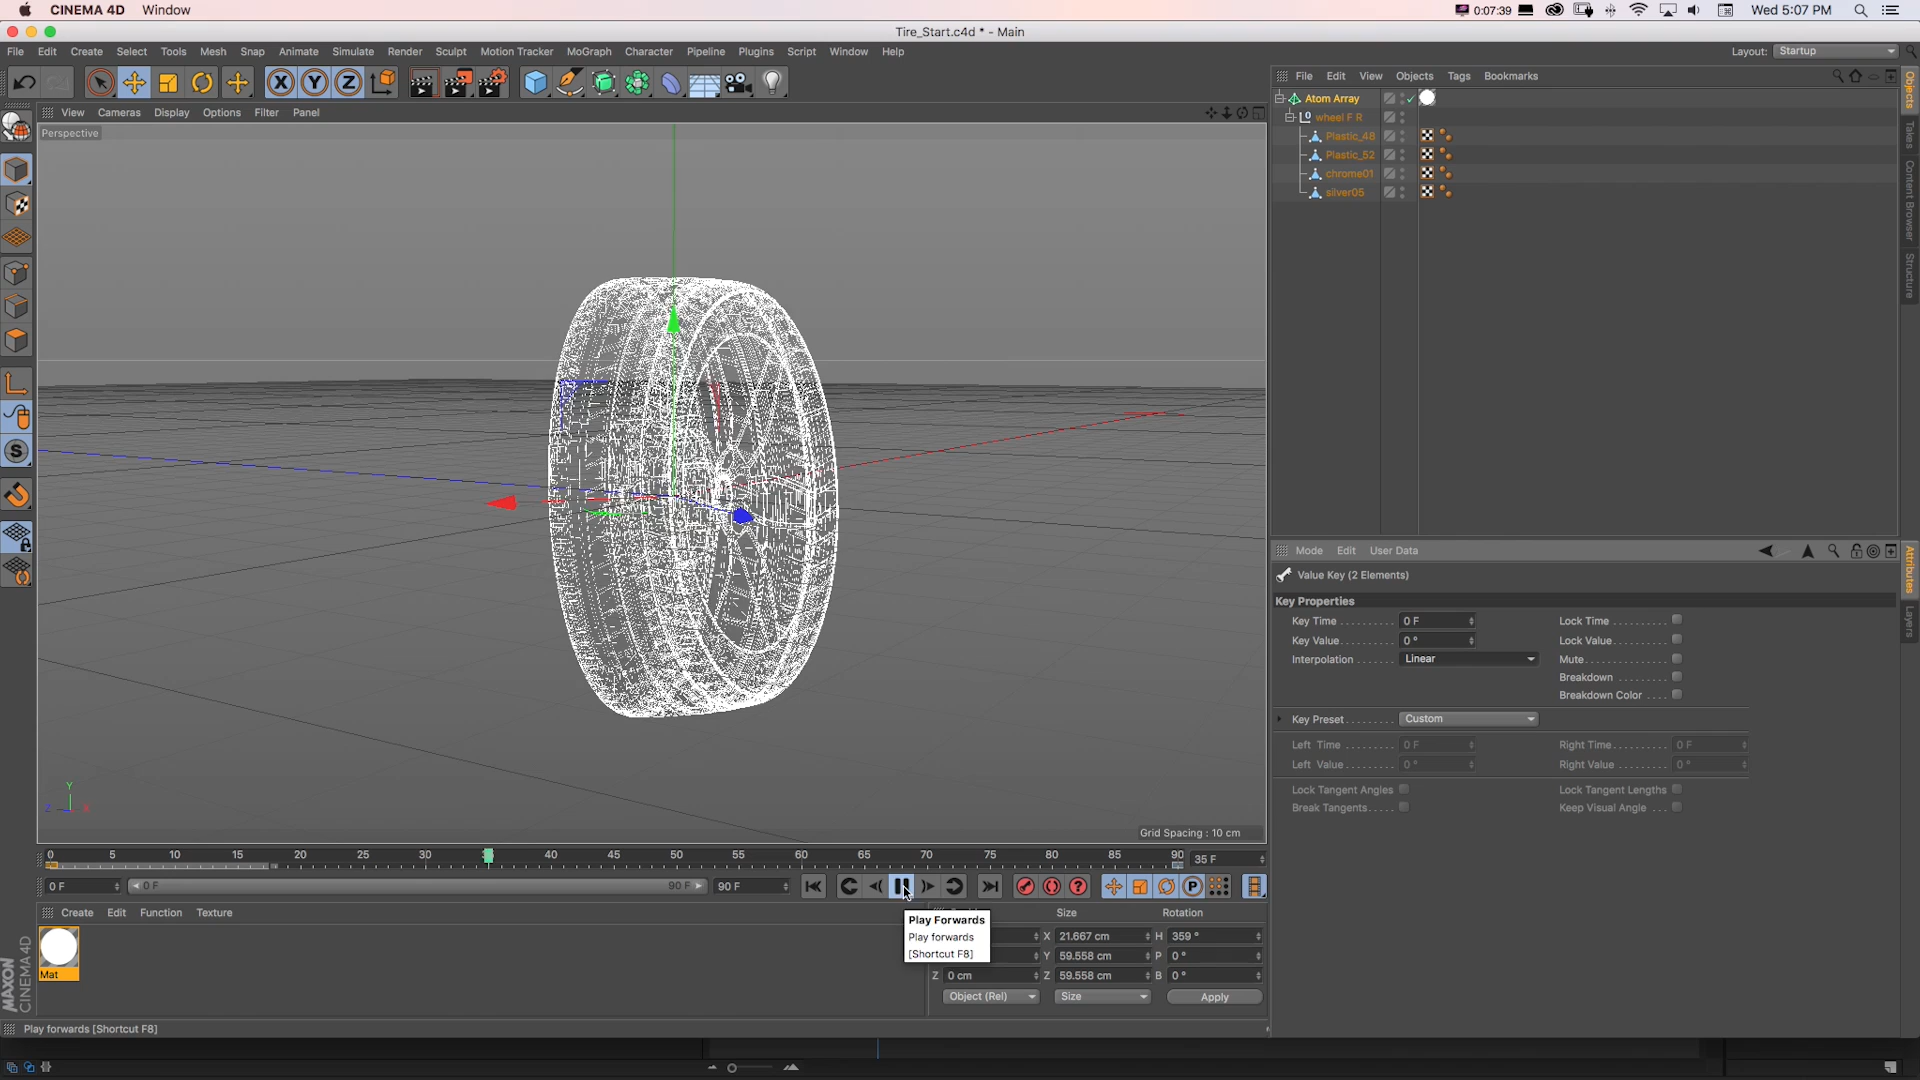 CINEMA 4D Window
0:07:39 Wed 5:07 PM
Tire_Start.c4d * - Main
File Edit Create Select Tools Mesh Snap Animate Simulate Render Sculpt Motion Tracker MoGraph Character Pipeline Plugins Script Window Help
Layout: Startup
X Y Z
File Edit View Objects Tags Bookmarks
View Cameras Display Options Filter Panel
Perspective
Atom Array
wheel F R
Plastic_48
Plastic_52
chrome01
silver05
Objects
Takes
Content Browser
Structure
Mode Edit User Data
Value Key (2 Elements)
Key Properties
Key Time 0 F Lock Time
Key Value 0 ° Lock Value
Interpolation Linear Mute
Breakdown
Breakdown Color
Key Preset Custom
Left Time 0 F Right Time 0 F
Left Value 0 ° Right Value 0 °
Lock Tangent Angles Lock Tangent Lengths
Break Tangents Keep Visual Angle
Attributes
Layers
S
Y
Z X
Grid Spacing : 10 cm
0 5 10 15 20 25 30 40 45 50 55 60 65 70 75 80 85 90 35 F
0 F 0 F 90 F 90 F
P
Create Edit Function Texture
Size Rotation
X 21.667 cm H 359 °
Y 59.558 cm P 0 °
Z 0 cm Z 59.558 cm B 0 °
Object (Rel) Size Apply
Play Forwards
Play forwards
[Shortcut F8]
Mat
MAXON
CINEMA 4D
Play forwards [Shortcut F8]